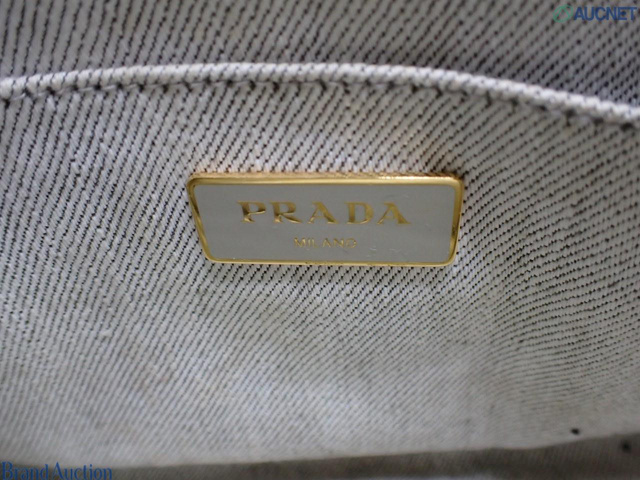 AUCNET
PRADA
MILANO
Brand Auction